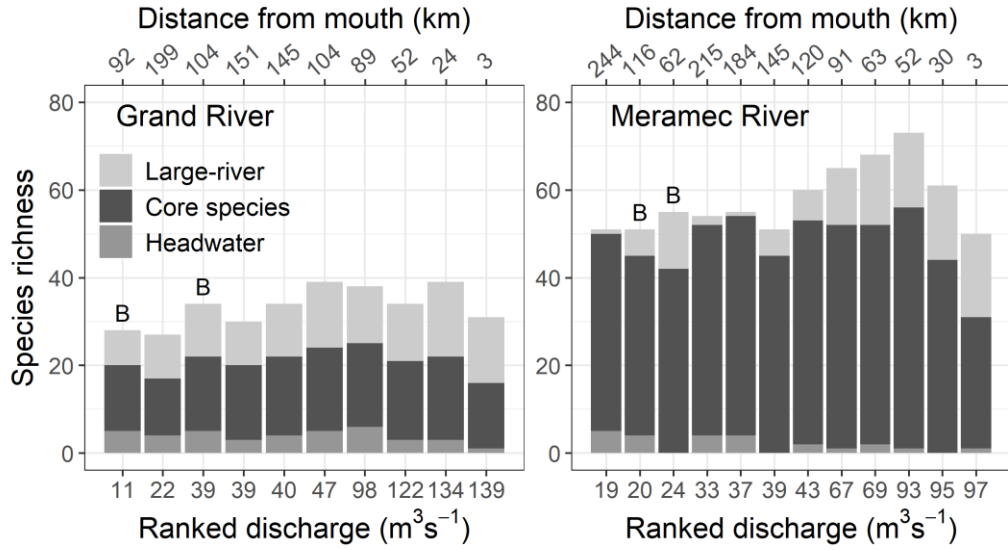 Distance from mouth (km)
92 199 104 151 145 104 89 52 24 3
Grand River
Large-river
Core species
Headwater
B B
Species richness
80
60
40
20
0
11 22 39 39 40 47 98 122 134 139
Ranked discharge (m³s⁻¹)
Distance from mouth (km)
244 116 62 215 184 145 120 91 63 52 30 3
Meramec River
B B
80
60
40
20
0
19 20 24 33 37 39 43 67 69 93 95 97
Ranked discharge (m³s⁻¹)